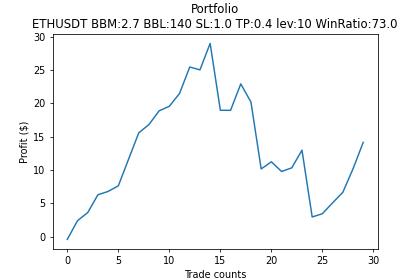 Portfolio
ETHUSDT BBM:2.7 BBL:140 SL:1.0 TP:0.4 lev:10 WinRatio:73.0
Profit ($)
30
25
20
15
10
5
0
0 5 10 15 20 25 30
Trade counts